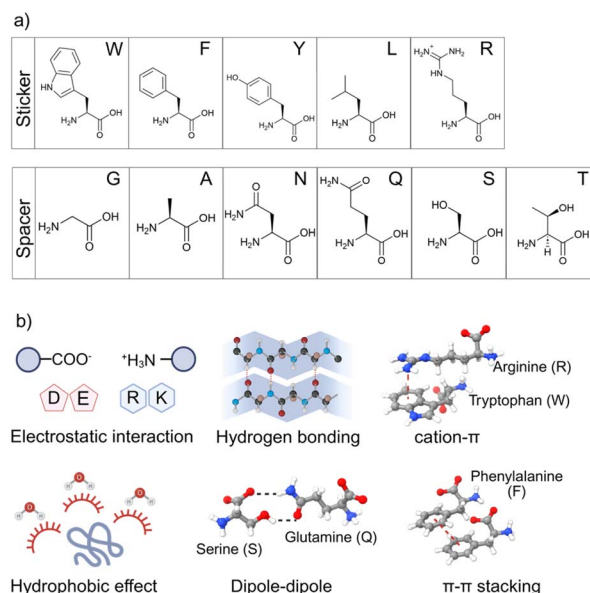 a)
Sticker
W
F
Y
L
R
HN
H₂N
OH
O
H₂N
OH
O
HO
H₂N
OH
O
H₂N
OH
O
H₂N
+
NH₂
HN
H₂N
OH
O
Spacer
G
A
N
Q
S
T
H₂N
OH
O
H₂N
OH
O
O
H₂N
H₂N
OH
O
H₂N
O
H₂N
OH
O
HO
H₂N
OH
O
OH
H₂N
H
OH
O
b)
COO⁻
⁺H₃N
D E R K
Electrostatic interaction
Hydrogen bonding
Arginine (R)
Tryptophan (W)
cation-π
O
H
H
O
H
H
O
H
H
Hydrophobic effect
Serine (S)
Glutamine (Q)
Dipole-dipole
Phenylalanine
(F)
π-π stacking